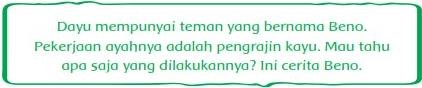 Dayu mempunyai teman yang bernama Beno.
Pekerjaan ayahnya adalah pengrajin kayu. Mau tahu
apa saja yang dilakukannya? Ini cerita Beno.